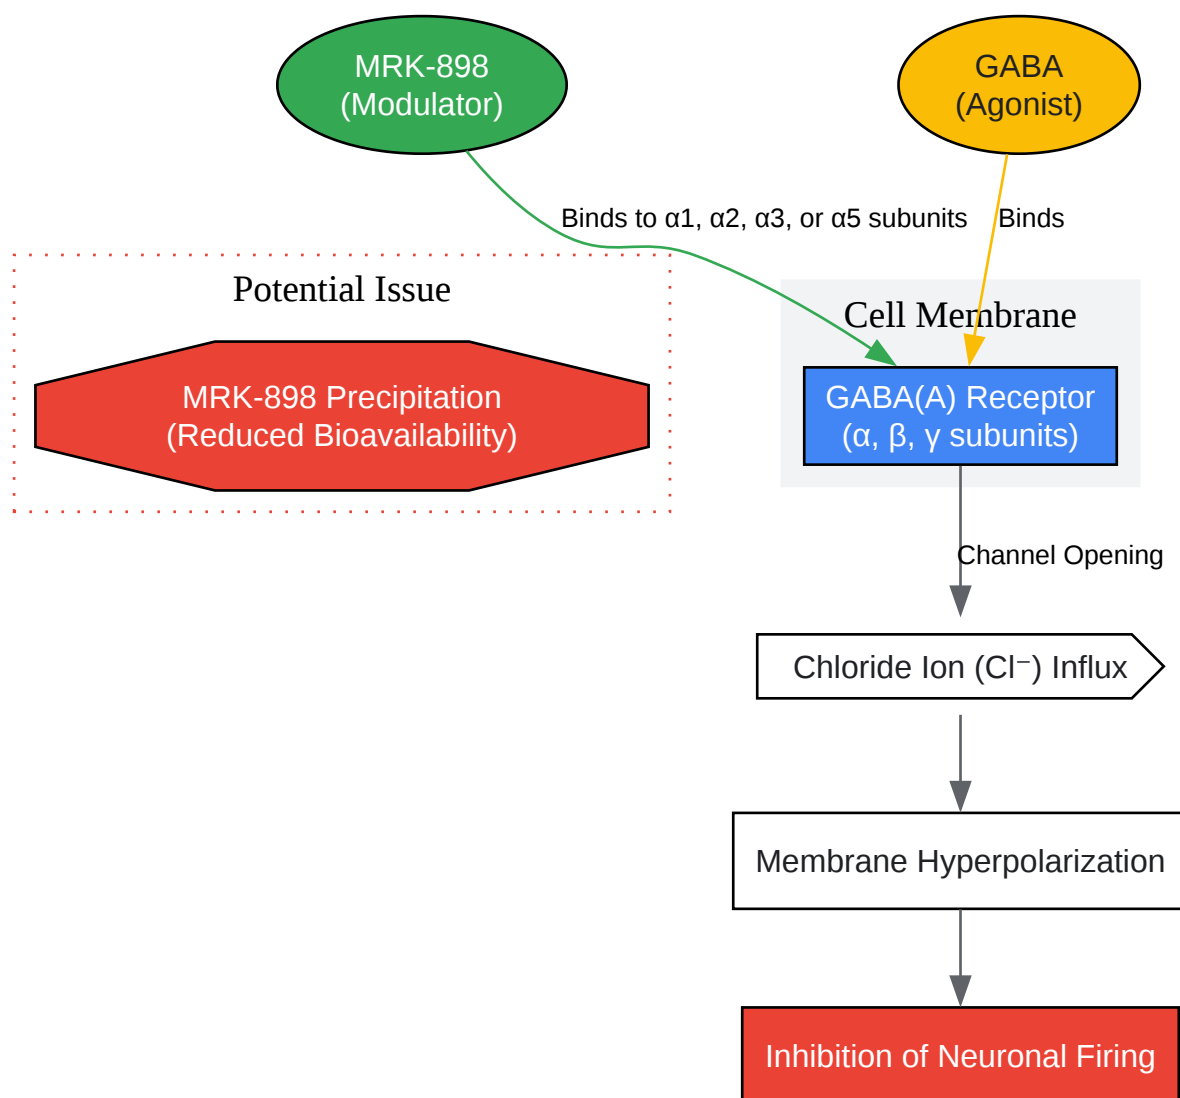 MRK-898
(Modulator)
GABA
(Agonist)
Binds to α1, α2, α3, or α5 subunits
Binds
Potential Issue
Cell Membrane
MRK-898 Precipitation
(Reduced Bioavailability)
GABA(A) Receptor
(α, β, γ subunits)
Channel Opening
Chloride Ion (Cl⁻) Influx
Membrane Hyperpolarization
Inhibition of Neuronal Firing